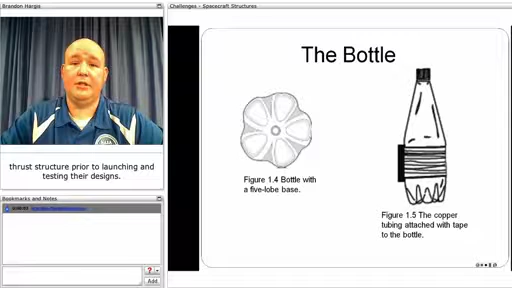 Brandon Hargis
Challenges - Spacecraft Structures
thrust structure prior to launching and
testing their designs.
Bookmarks and Notes
The Bottle
Figure 1.4 Bottle with
a five-lobe base.
Figure 1.5 The copper
tubing attached with tape
to the bottle.
?
Add